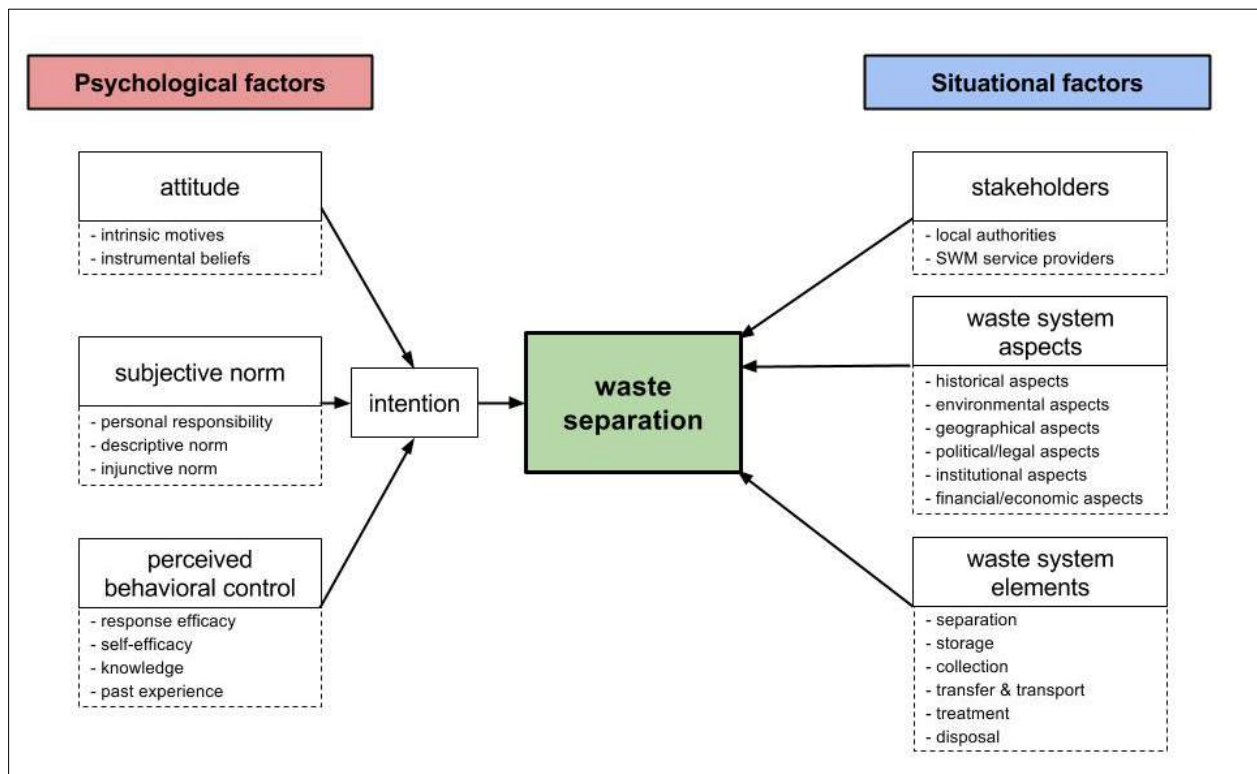 Psychological factors
attitude
- intrinsic motives
- instrumental beliefs
subjective norm
- personal responsibility
- descriptive norm
- injunctive norm
perceived
behavioral control
- response efficacy
- self-efficacy
- knowledge
- past experience
intention
waste
separation
Situational factors
stakeholders
- local authorities
- SWM service providers
waste system
aspects
- historical aspects
- environmental aspects
- geographical aspects
- political/legal aspects
- institutional aspects
- financial/economic aspects
waste system
elements
- separation
- storage
- collection
- transfer & transport
- treatment
- disposal